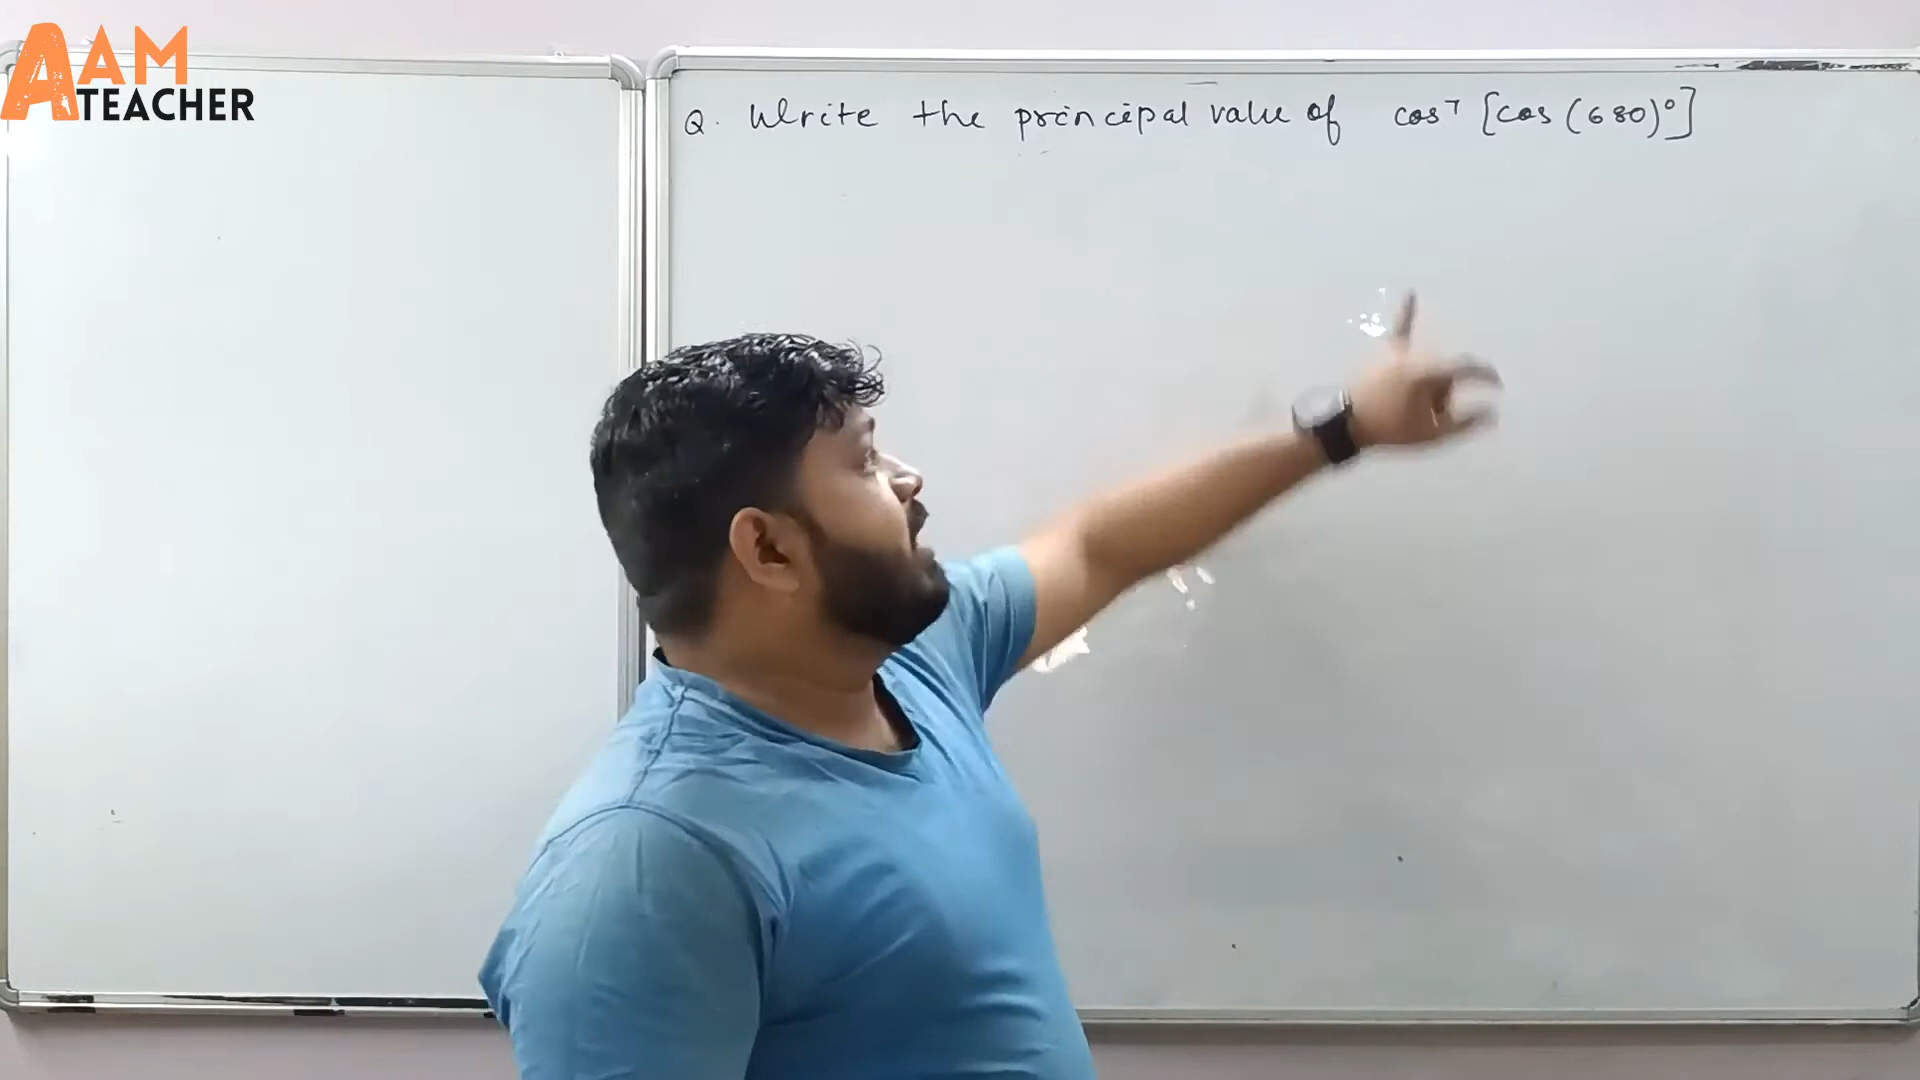 AAM
TEACHER
Q. Write the principal value of cos⁻¹ [cos (680)°]